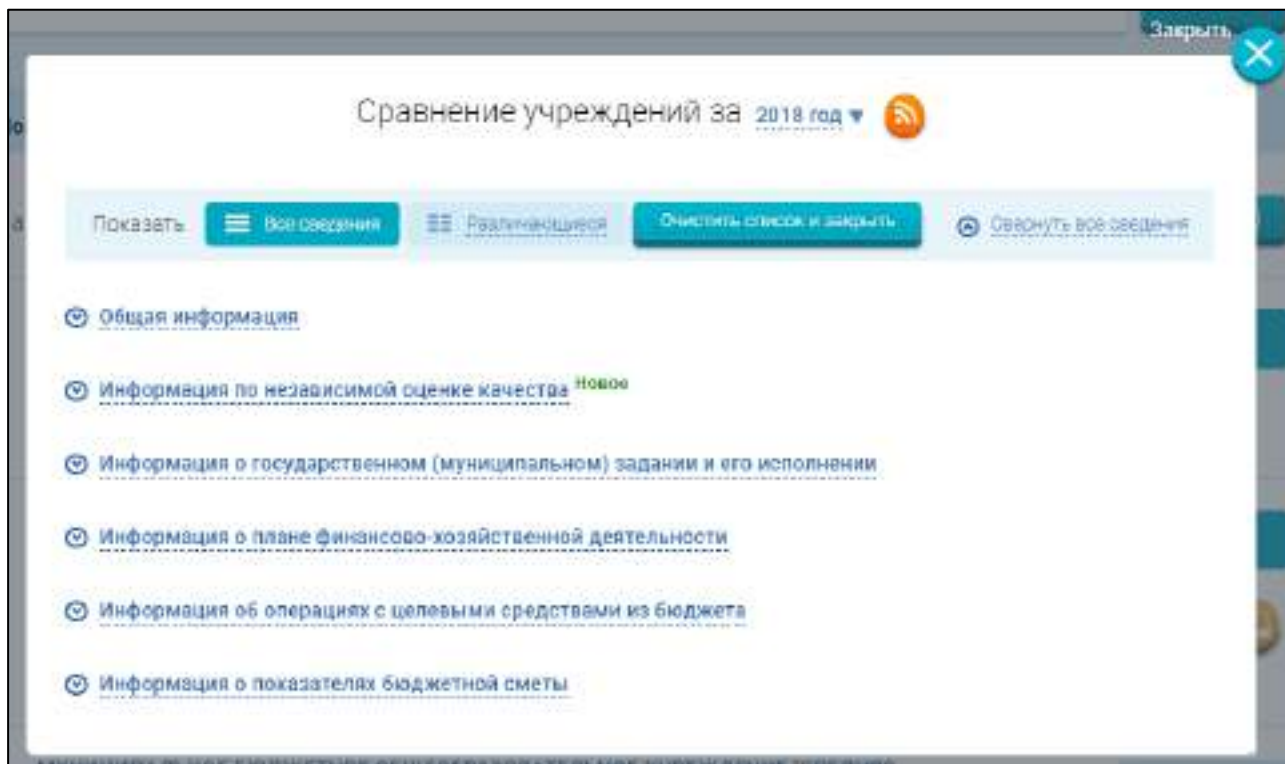 Закрыть
Сравнение учреждений за 2018 год
Показать Все сведения Различающиеся Очистить список и закрыть Свернуть все сведения
Общая информация
Информация по независимой оценке качества Новое
Информация о государственном (муниципальном) задании и его исполнении
Информация о плане финансово-хозяйственной деятельности
Информация об операциях с целевыми средствами из бюджета
Информация о показателях бюджетной сметы